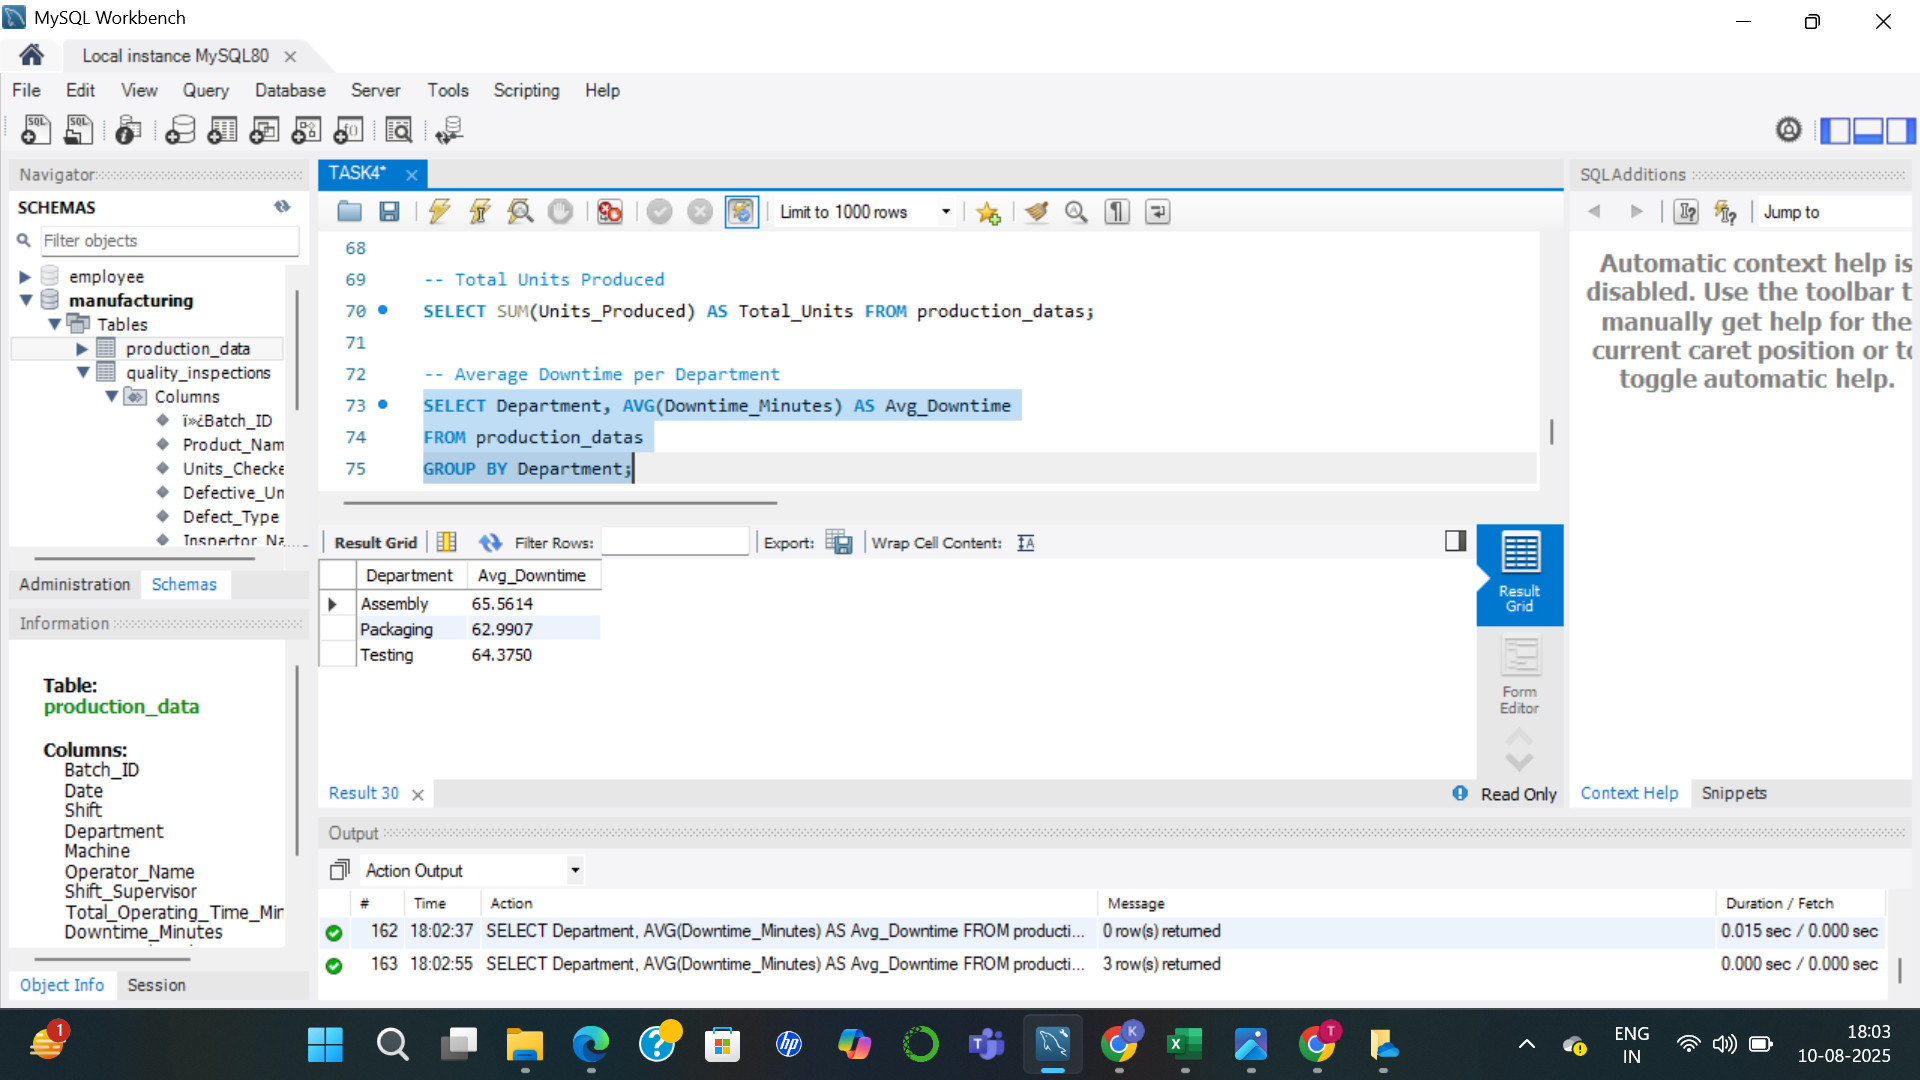 MySQL Workbench
Local instance MySQL80
File Edit View Query Database Server Tools Scripting Help
Navigator
SCHEMAS
Filter objects
employee
manufacturing
Tables
production_data
quality_inspections
Columns
ï»¿Batch_ID
Product_Nam
Units_Checke
Defective_Un
Defect_Type
Inspector_Na
Administration Schemas
Information
Table:
production_data
Columns:
Batch_ID
Date
Shift
Department
Machine
Operator_Name
Shift_Supervisor
Total_Operating_Time_Min
Downtime_Minutes
Object Info Session
TASK4*
Limit to 1000 rows
68
69 -- Total Units Produced
70 SELECT SUM(Units_Produced) AS Total_Units FROM production_datas;
71
72 -- Average Downtime per Department
73 SELECT Department, AVG(Downtime_Minutes) AS Avg_Downtime
74 FROM production_datas
75 GROUP BY Department;
Result Grid Filter Rows: Export: Wrap Cell Content:
Department Avg_Downtime
Assembly 65.5614
Packaging 62.9907
Testing 64.3750
Result
Grid
Form
Editor
Result 30
Read Only
SQLAdditions
Jump to
Automatic context help is
disabled. Use the toolbar t
manually get help for the
current caret position or to
toggle automatic help.
Context Help Snippets
Output
Action Output
# Time Action Message Duration / Fetch
162 18:02:37 SELECT Department, AVG(Downtime_Minutes) AS Avg_Downtime FROM producti... 0 row(s) returned 0.015 sec / 0.000 sec
163 18:02:55 SELECT Department, AVG(Downtime_Minutes) AS Avg_Downtime FROM producti... 3 row(s) returned 0.000 sec / 0.000 sec
1
hp
K
T
ENG
IN
18:03
10-08-2025